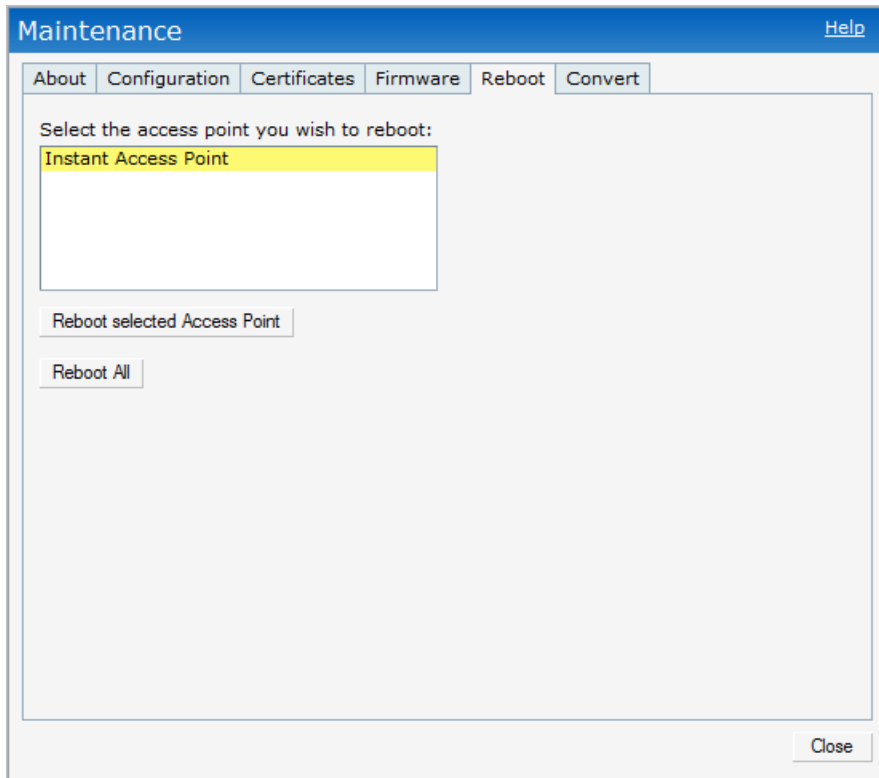 Maintenance Help
About Configuration Certificates Firmware Reboot Convert
Select the access point you wish to reboot:
Instant Access Point
Reboot selected Access Point
Reboot All
Close